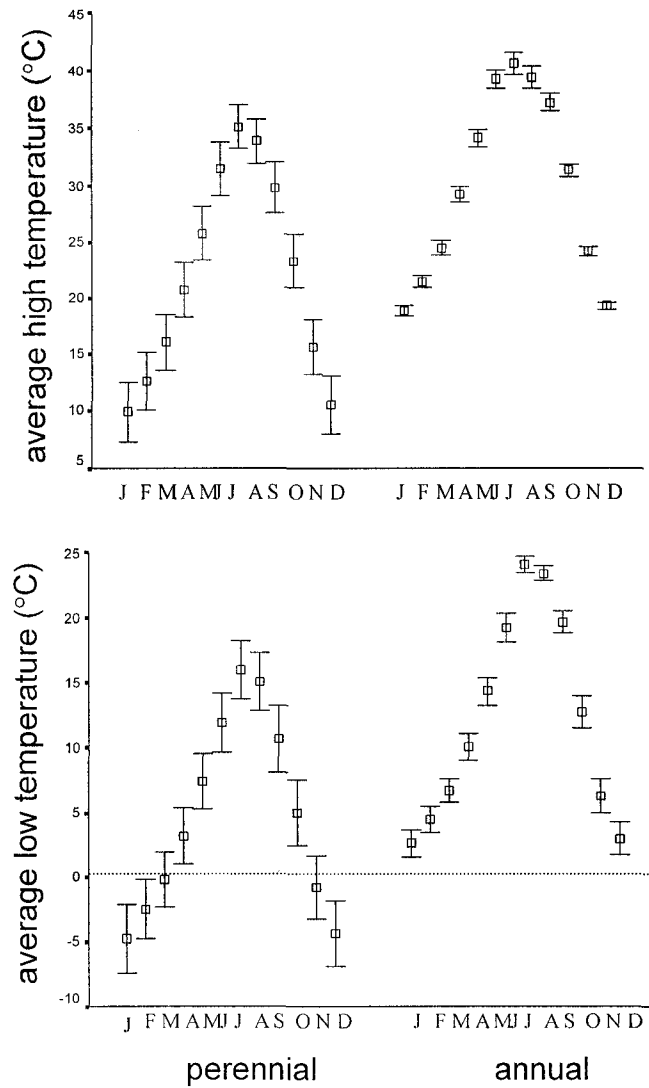 average high temperature (°C)
45
40
35
30
25
20
15
10
5
J F M A M J J A S O N D
J F M A M J J A S O N D
average low temperature (°C)
25
20
15
10
5
0
-5
-10
J F M A M J J A S O N D
J F M A M J J A S O N D
perennial
annual